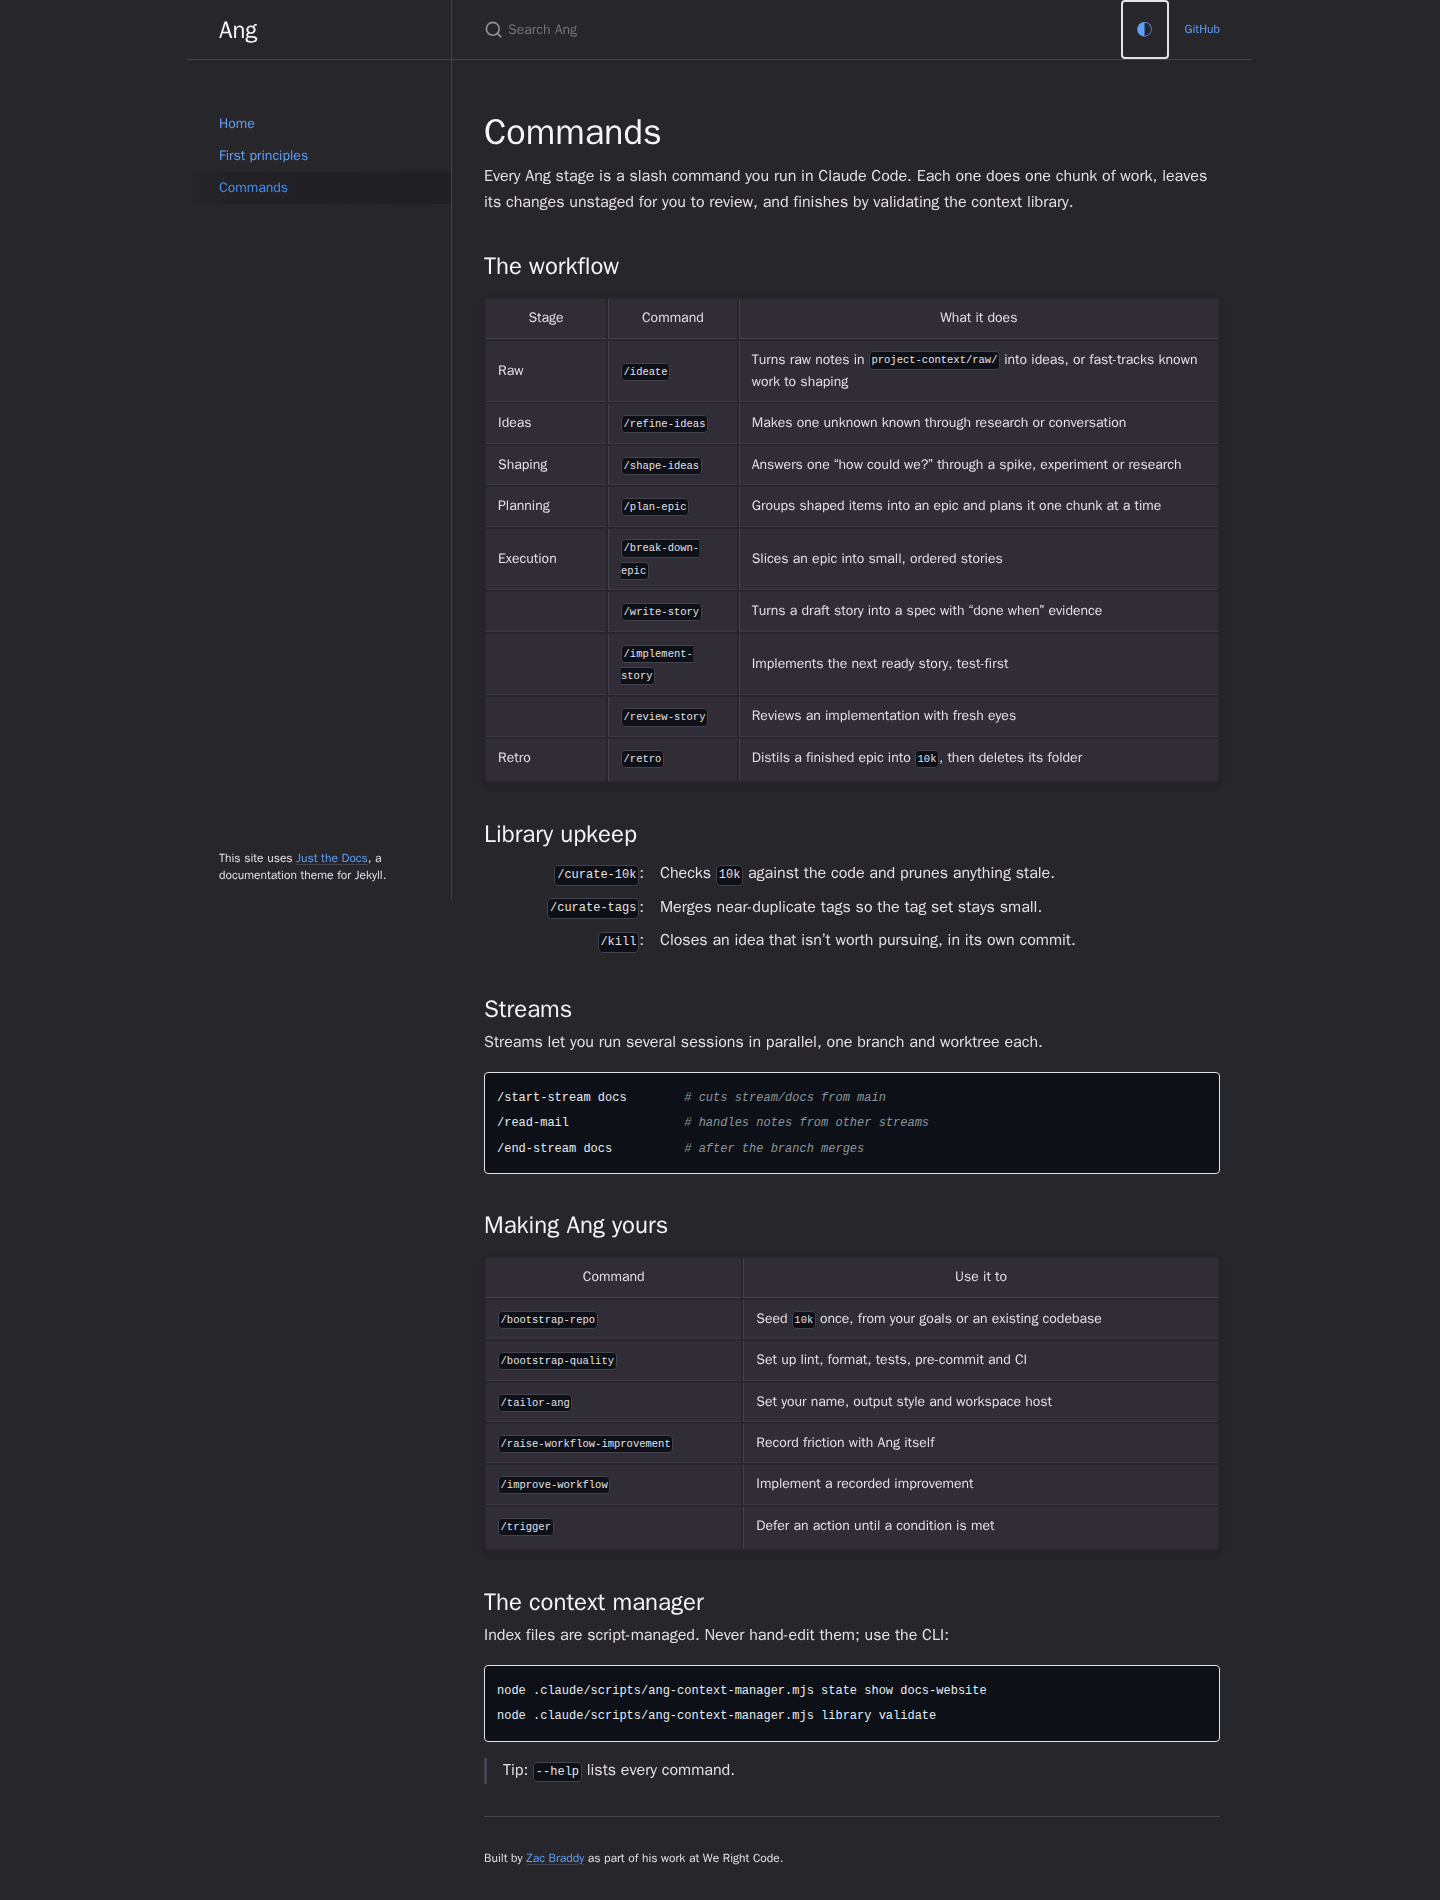 Ang
Search Ang
GitHub
Home
First principles
Commands
This site uses Just the Docs, a
documentation theme for Jekyll.
Commands
Every Ang stage is a slash command you run in Claude Code. Each one does one chunk of work, leaves
its changes unstaged for you to review, and finishes by validating the context library.
The workflow
Stage Command What it does
Raw /ideate Turns raw notes in project-context/raw/ into ideas, or fast-tracks known
work to shaping
Ideas /refine-ideas Makes one unknown known through research or conversation
Shaping /shape-ideas Answers one “how could we?” through a spike, experiment or research
Planning /plan-epic Groups shaped items into an epic and plans it one chunk at a time
Execution /break-down-
epic Slices an epic into small, ordered stories
/write-story Turns a draft story into a spec with “done when” evidence
/implement-
story Implements the next ready story, test-first
/review-story Reviews an implementation with fresh eyes
Retro /retro Distils a finished epic into 10k, then deletes its folder
Library upkeep
/curate-10k: Checks 10k against the code and prunes anything stale.
/curate-tags: Merges near-duplicate tags so the tag set stays small.
/kill: Closes an idea that isn’t worth pursuing, in its own commit.
Streams
Streams let you run several sessions in parallel, one branch and worktree each.
/start-stream docs # cuts stream/docs from main
/read-mail # handles notes from other streams
/end-stream docs # after the branch merges
Making Ang yours
Command Use it to
/bootstrap-repo Seed 10k once, from your goals or an existing codebase
/bootstrap-quality Set up lint, format, tests, pre-commit and CI
/tailor-ang Set your name, output style and workspace host
/raise-workflow-improvement Record friction with Ang itself
/improve-workflow Implement a recorded improvement
/trigger Defer an action until a condition is met
The context manager
Index files are script-managed. Never hand-edit them; use the CLI:
node .claude/scripts/ang-context-manager.mjs state show docs-website
node .claude/scripts/ang-context-manager.mjs library validate
Tip: --help lists every command.
Built by Zac Braddy as part of his work at We Right Code.